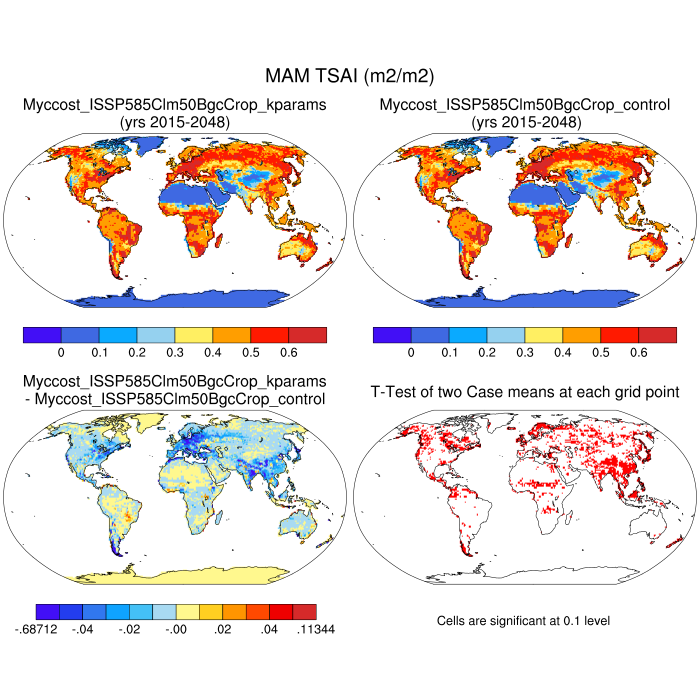 MAM TSAI (m2/m2)
Myccost_ISSP585Clm50BgcCrop_kparams
(yrs 2015-2048)
Myccost_ISSP585Clm50BgcCrop_control
(yrs 2015-2048)
0 0.1 0.2 0.3 0.4 0.5 0.6
0 0.1 0.2 0.3 0.4 0.5 0.6
Myccost_ISSP585Clm50BgcCrop_kparams
- Myccost_ISSP585Clm50BgcCrop_control
T-Test of two Case means at each grid point
-.68712 -.04 -.02 -.00 .02 .04 .11344
Cells are significant at 0.1 level